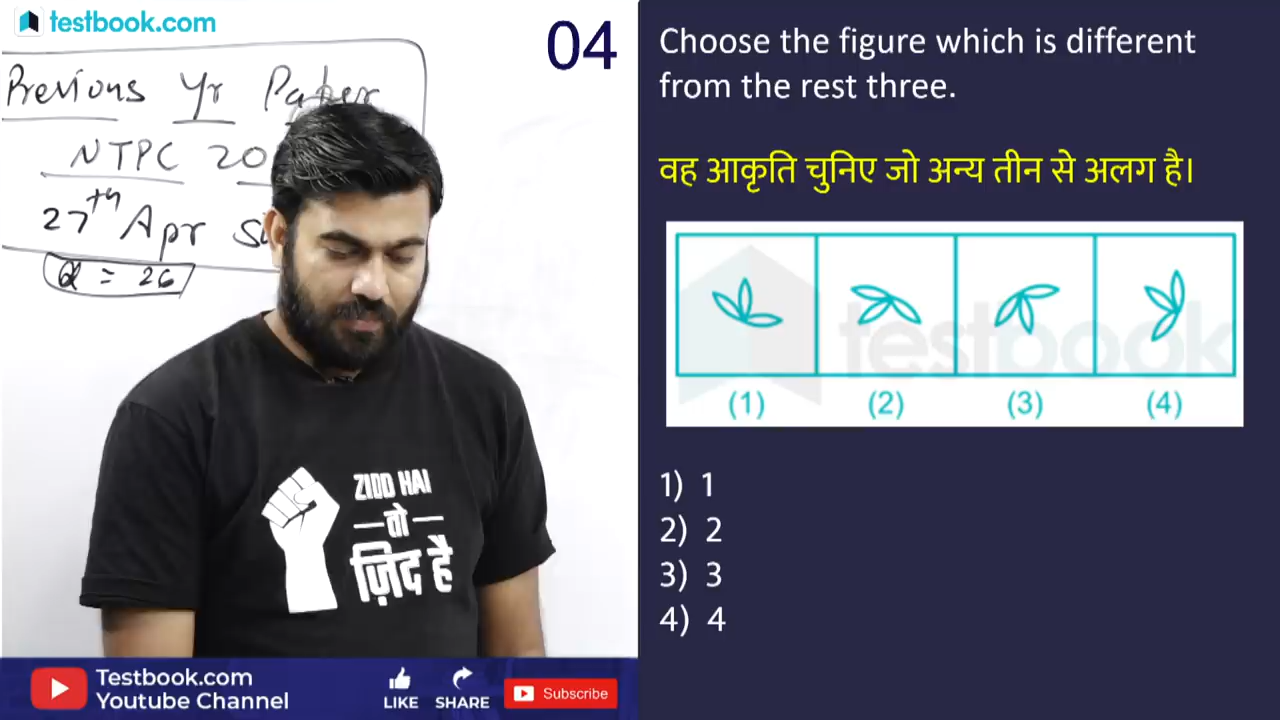 testbook.com
Previous Yr Paper
NTPC 20
27th Apr
Q = 26
04
Choose the figure which is different
from the rest three.
वह आकृति चुनिए जो अन्य तीन से अलग है।
testbook
(1) (2) (3) (4)
1) 1
2) 2
3) 3
4) 4
ZIDD HAI
तो
ज़िद है
Testbook.com
Youtube Channel
LIKE
SHARE
Subscribe